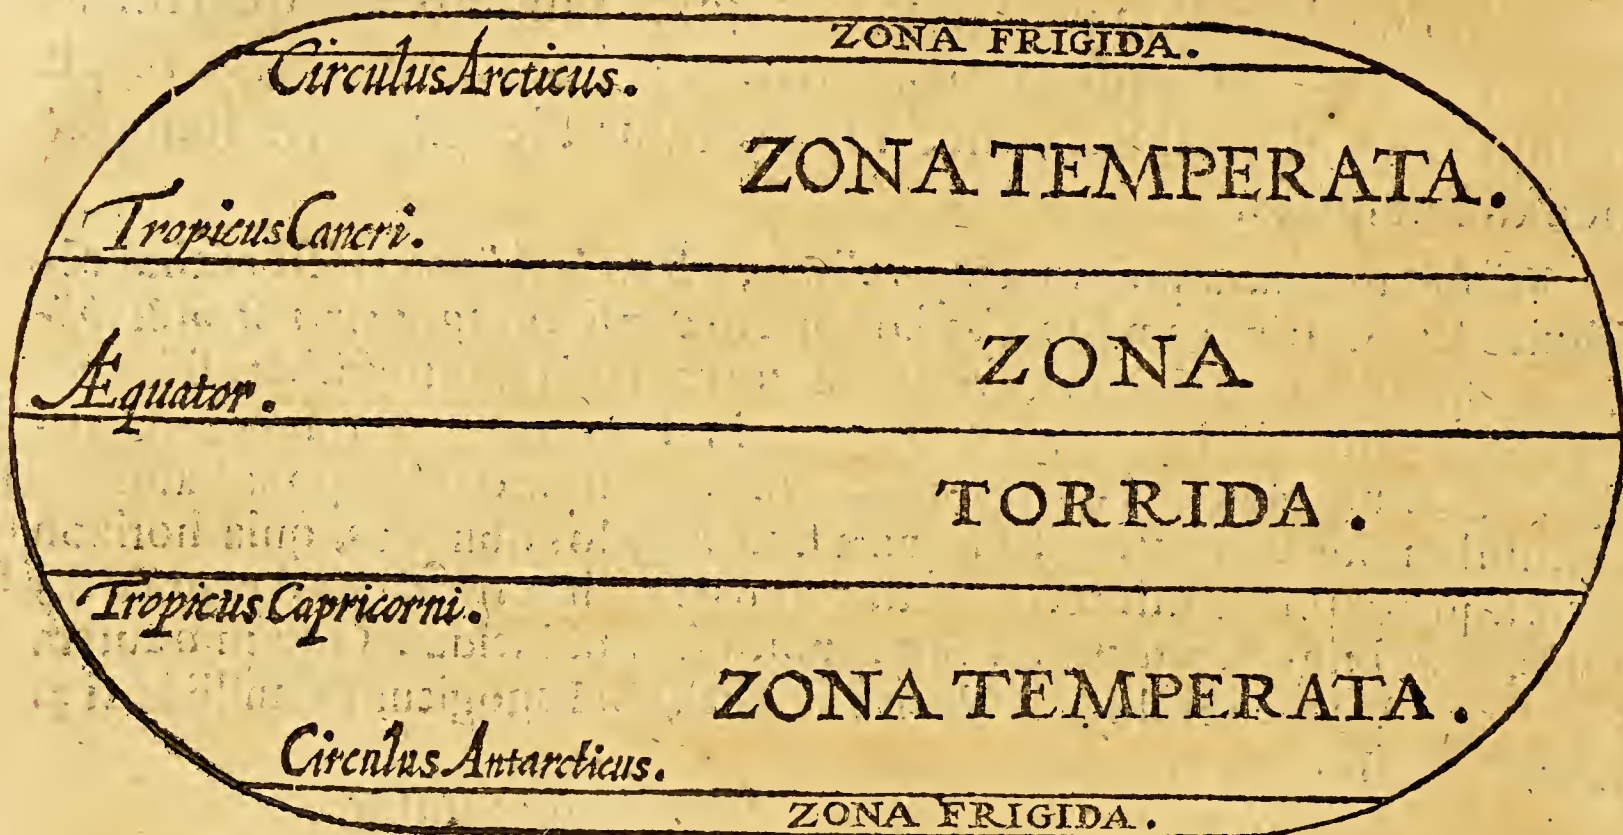 ZONA FRIGIDA.
Circulus Arcticus.
ZONA TEMPERATA.
Tropicus Cancri.
ZONA
Æquator.
TORRIDA.
Tropicus Capricorni.
ZONA TEMPERATA.
Circulus Antarcticus.
ZONA FRIGIDA.